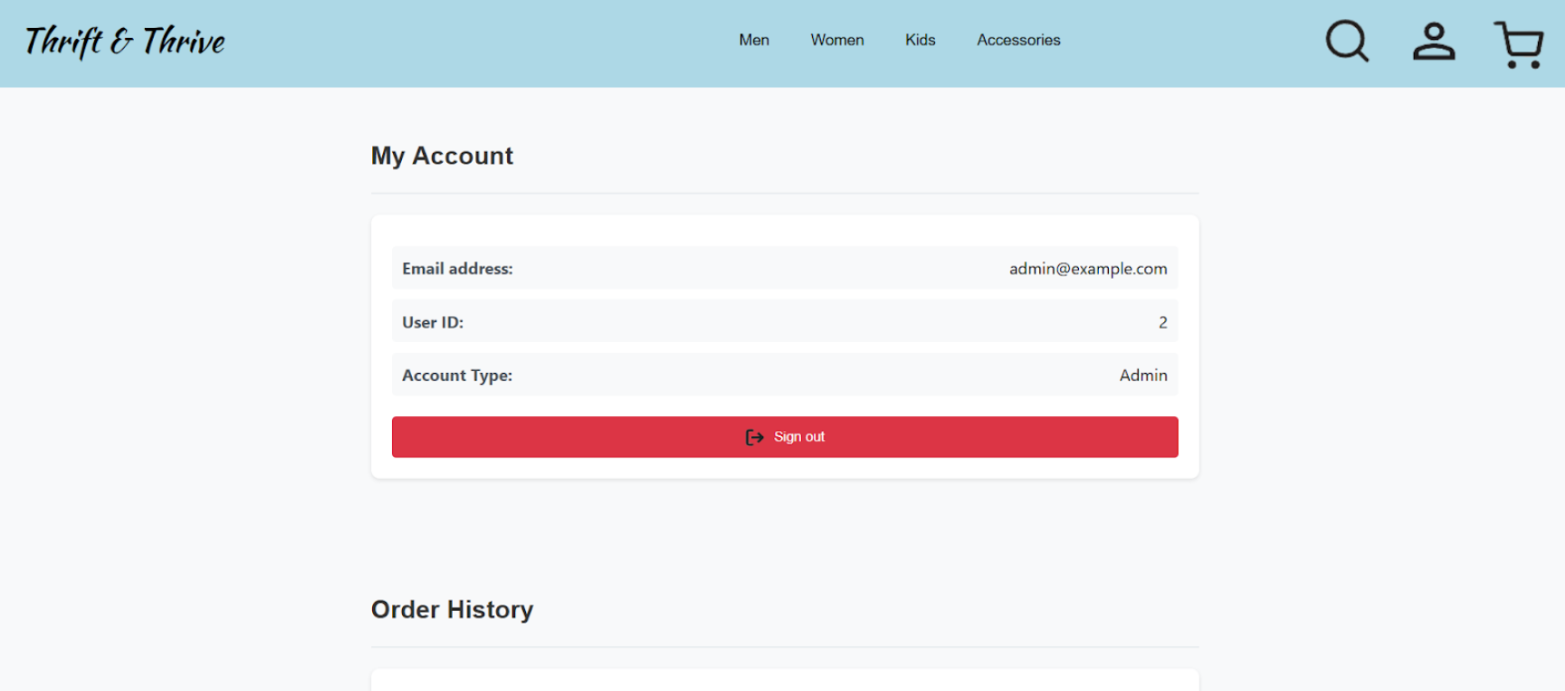 Thrift & Thrive
Men Women Kids Accessories
My Account
Email address: admin@example.com
User ID: 2
Account Type: Admin
Sign out
Order History